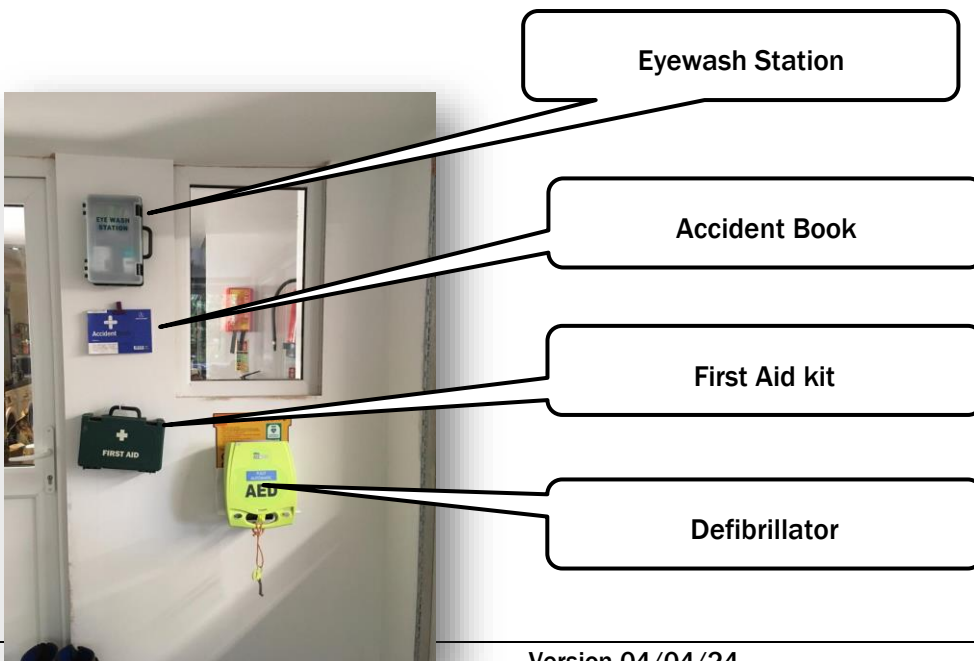 Eyewash Station
EYE WASH
STATION
Accident Book
Accident
First Aid kit
FIRST AID
AED
Defibrillator
Version 04/04/24